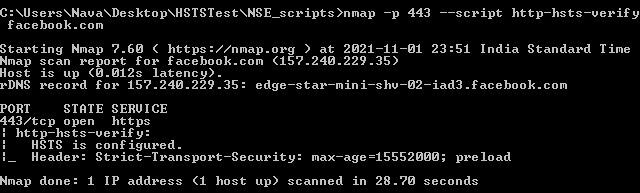 C:\Users\Nava\Desktop\HSTSTest\NSE_scripts>nmap -p 443 --script http-hsts-verify
 facebook.com
Starting Nmap 7.60 ( https://nmap.org ) at 2021-11-01 23:51 India Standard Time
Nmap scan report for facebook.com (157.240.229.35)
Host is up (0.012s latency).
rDNS record for 157.240.229.35: edge-star-mini-shv-02-iad3.facebook.com
PORT    STATE SERVICE
443/tcp open  https
| http-hsts-verify:
|   HSTS is configured.
|_  Header: Strict-Transport-Security: max-age=15552000; preload
Nmap done: 1 IP address (1 host up) scanned in 28.70 seconds